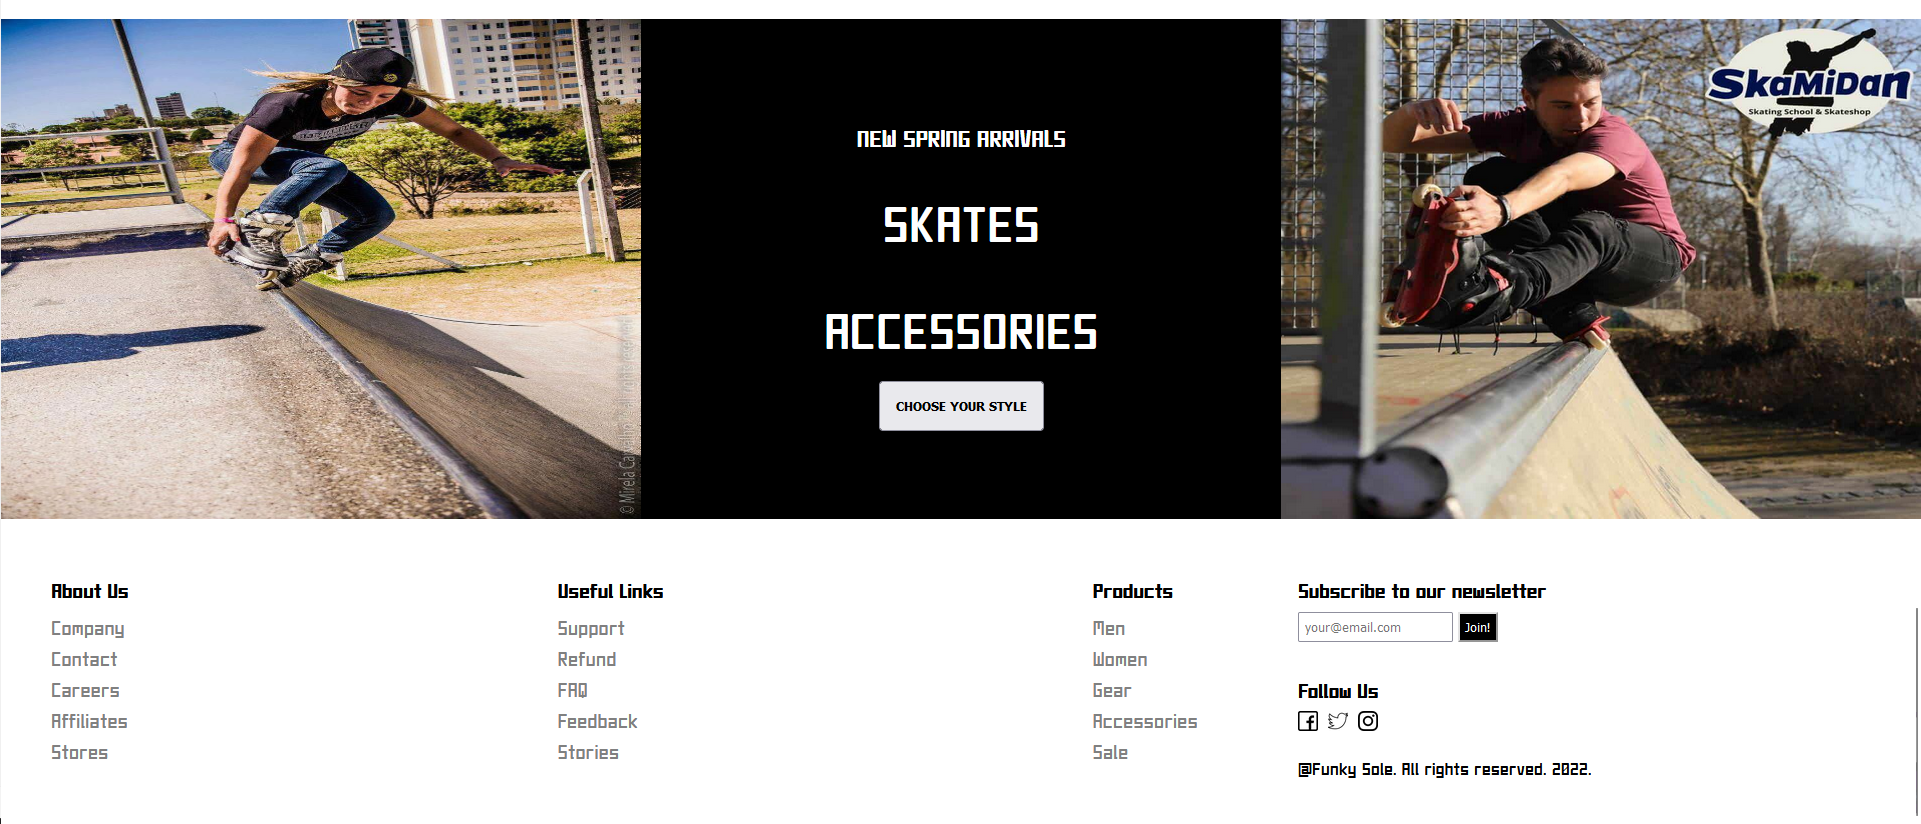 SkaMiDan
Skating School & Skateshop
NEW SPRING ARRIVALS
SKATES
ACCESSORIES
CHOOSE YOUR STYLE
© Mirela Carvalho - all rights reserved
About Us
Company
Contact
Careers
Affiliates
Stores
Useful Links
Support
Refund
FAQ
Feedback
Stories
Products
Men
Women
Gear
Accessories
Sale
Subscribe to our newsletter
your@email.com
Join!
Follow Us
@Funky Sole. All rights reserved. 2022.